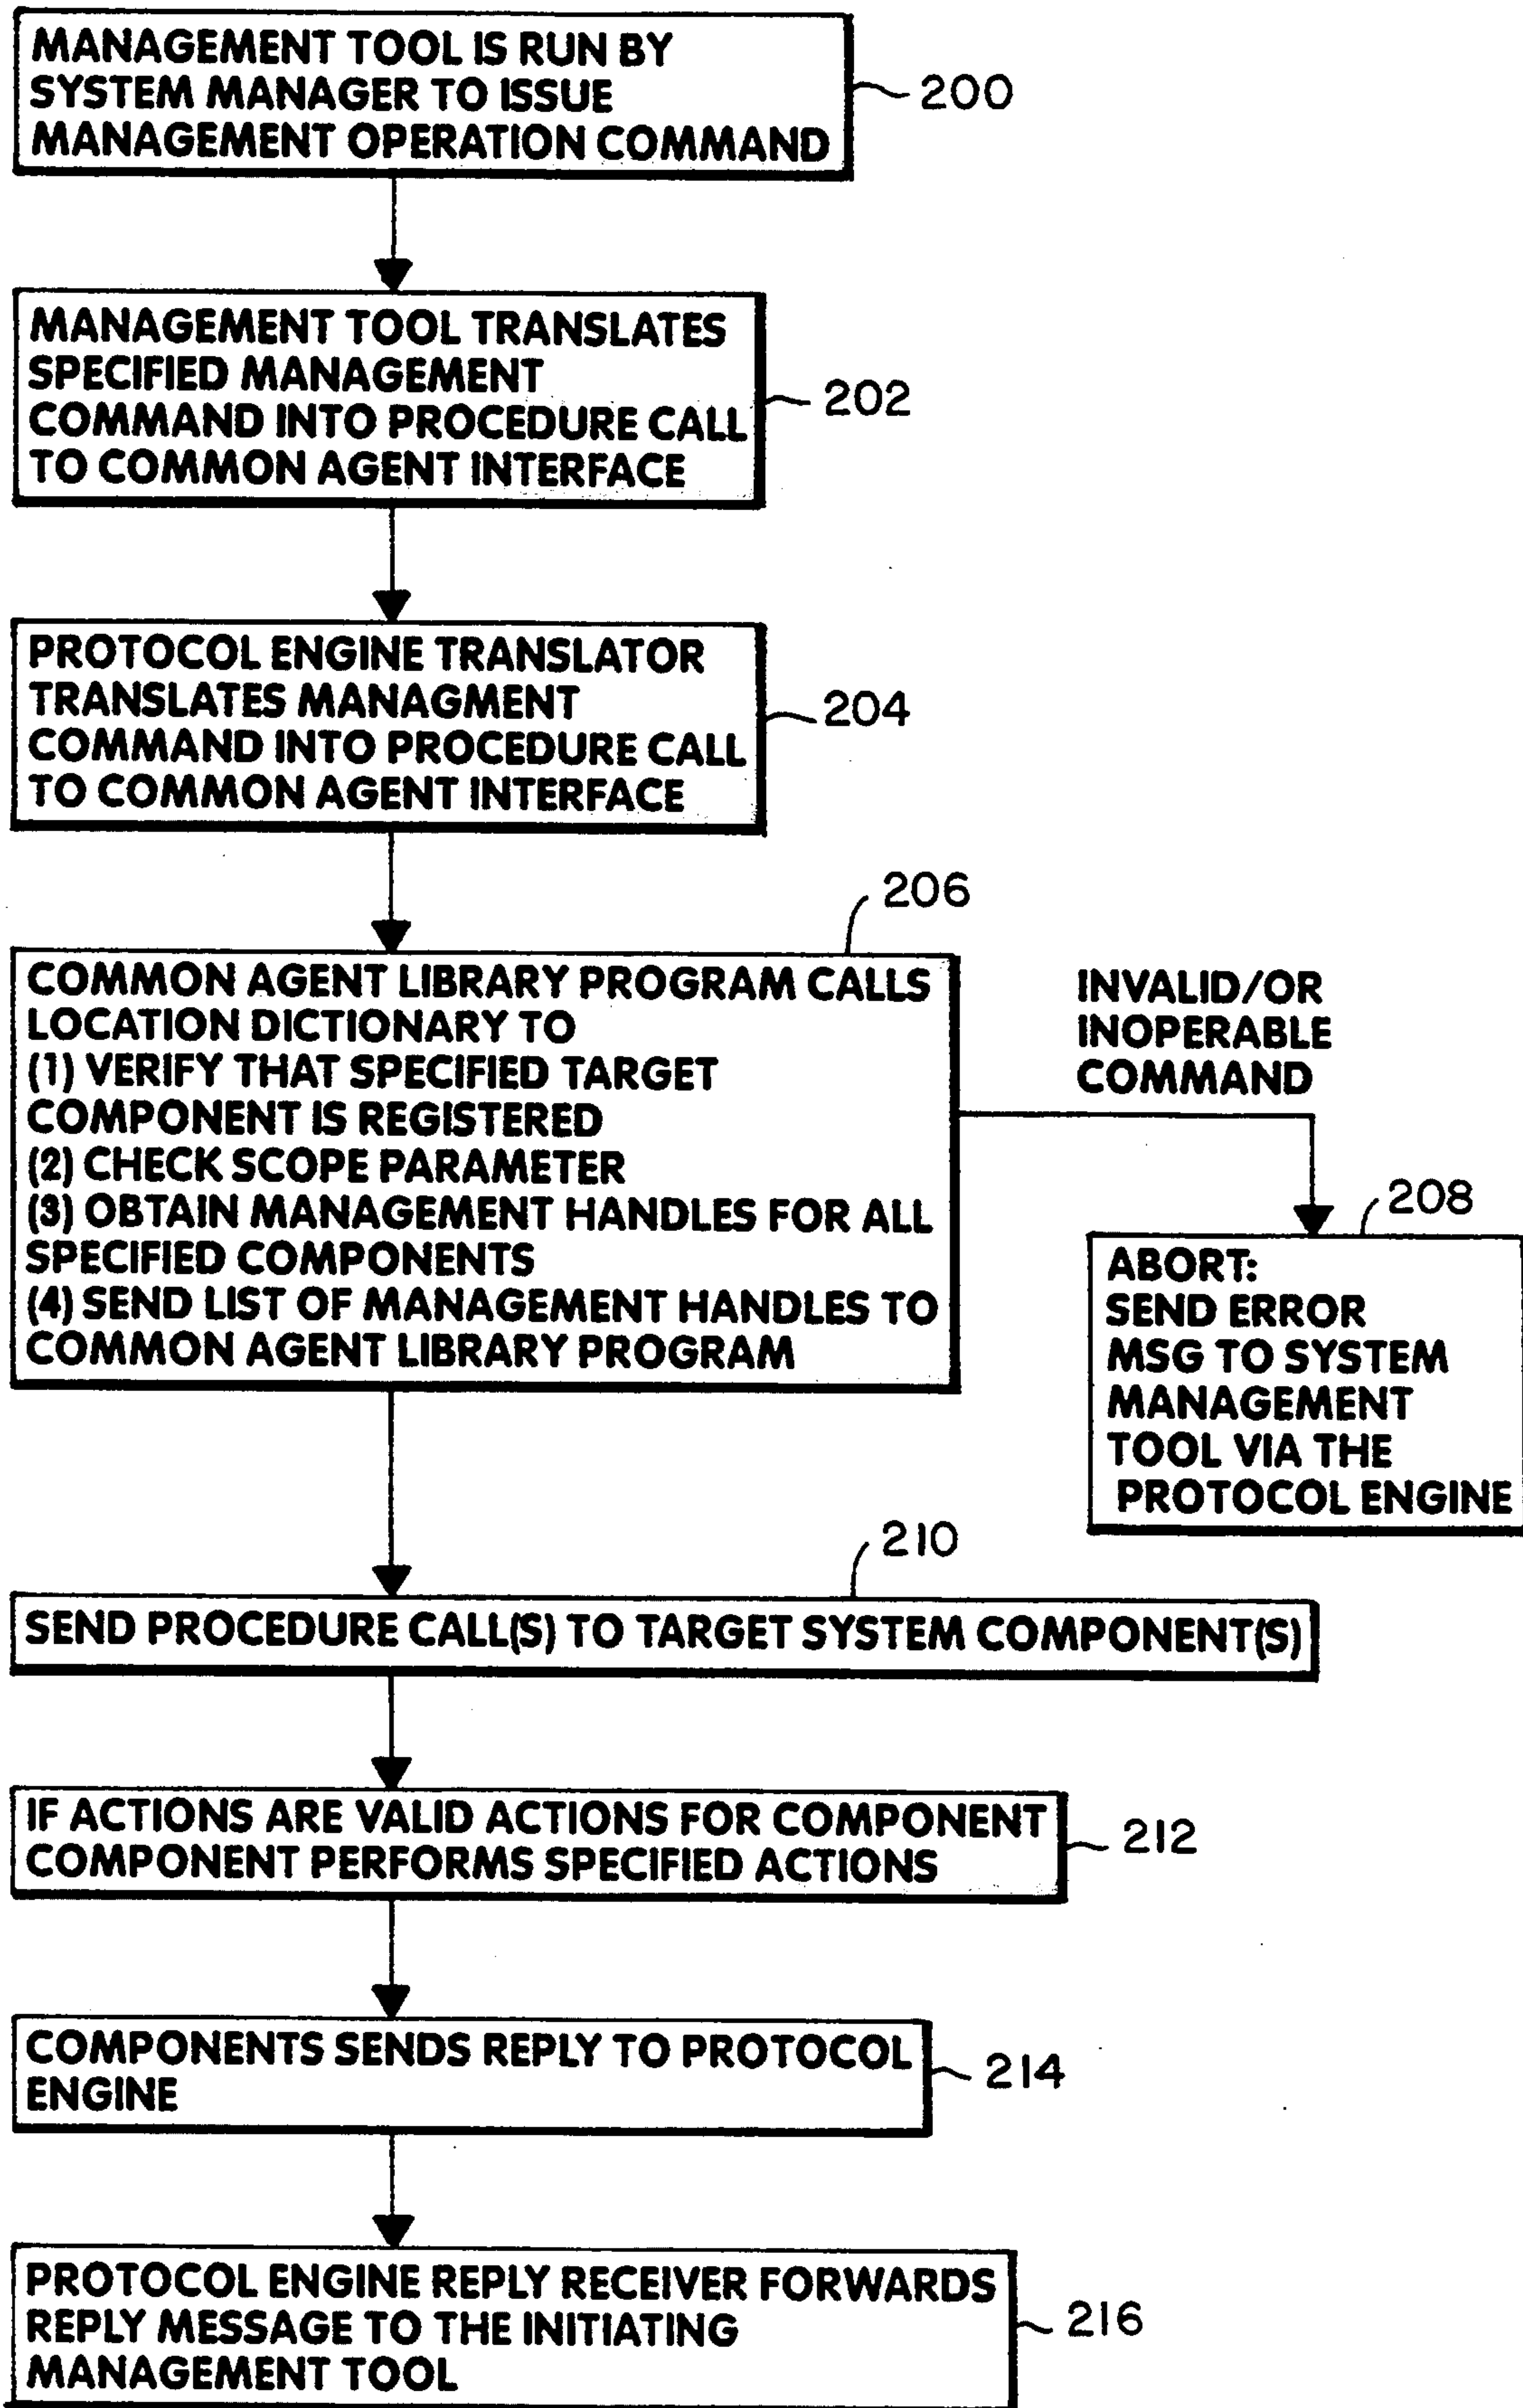 MANAGEMENT TOOL IS RUN BY
SYSTEM MANAGER TO ISSUE
MANAGEMENT OPERATION COMMAND
200
MANAGEMENT TOOL TRANSLATES
SPECIFIED MANAGEMENT
COMMAND INTO PROCEDURE CALL
TO COMMON AGENT INTERFACE
202
PROTOCOL ENGINE TRANSLATOR
TRANSLATES MANAGMENT
COMMAND INTO PROCEDURE CALL
TO COMMON AGENT INTERFACE
204
206
COMMON AGENT LIBRARY PROGRAM CALLS
LOCATION DICTIONARY TO
(1) VERIFY THAT SPECIFIED TARGET
COMPONENT IS REGISTERED
(2) CHECK SCOPE PARAMETER
(3) OBTAIN MANAGEMENT HANDLES FOR ALL
SPECIFIED COMPONENTS
(4) SEND LIST OF MANAGEMENT HANDLES TO
COMMON AGENT LIBRARY PROGRAM
INVALID/OR
INOPERABLE
COMMAND
208
ABORT:
SEND ERROR
MSG TO SYSTEM
MANAGEMENT
TOOL VIA THE
PROTOCOL ENGINE
210
SEND PROCEDURE CALL(S) TO TARGET SYSTEM COMPONENT(S)
IF ACTIONS ARE VALID ACTIONS FOR COMPONENT
COMPONENT PERFORMS SPECIFIED ACTIONS
212
COMPONENTS SENDS REPLY TO PROTOCOL
ENGINE
214
PROTOCOL ENGINE REPLY RECEIVER FORWARDS
REPLY MESSAGE TO THE INITIATING
MANAGEMENT TOOL
216